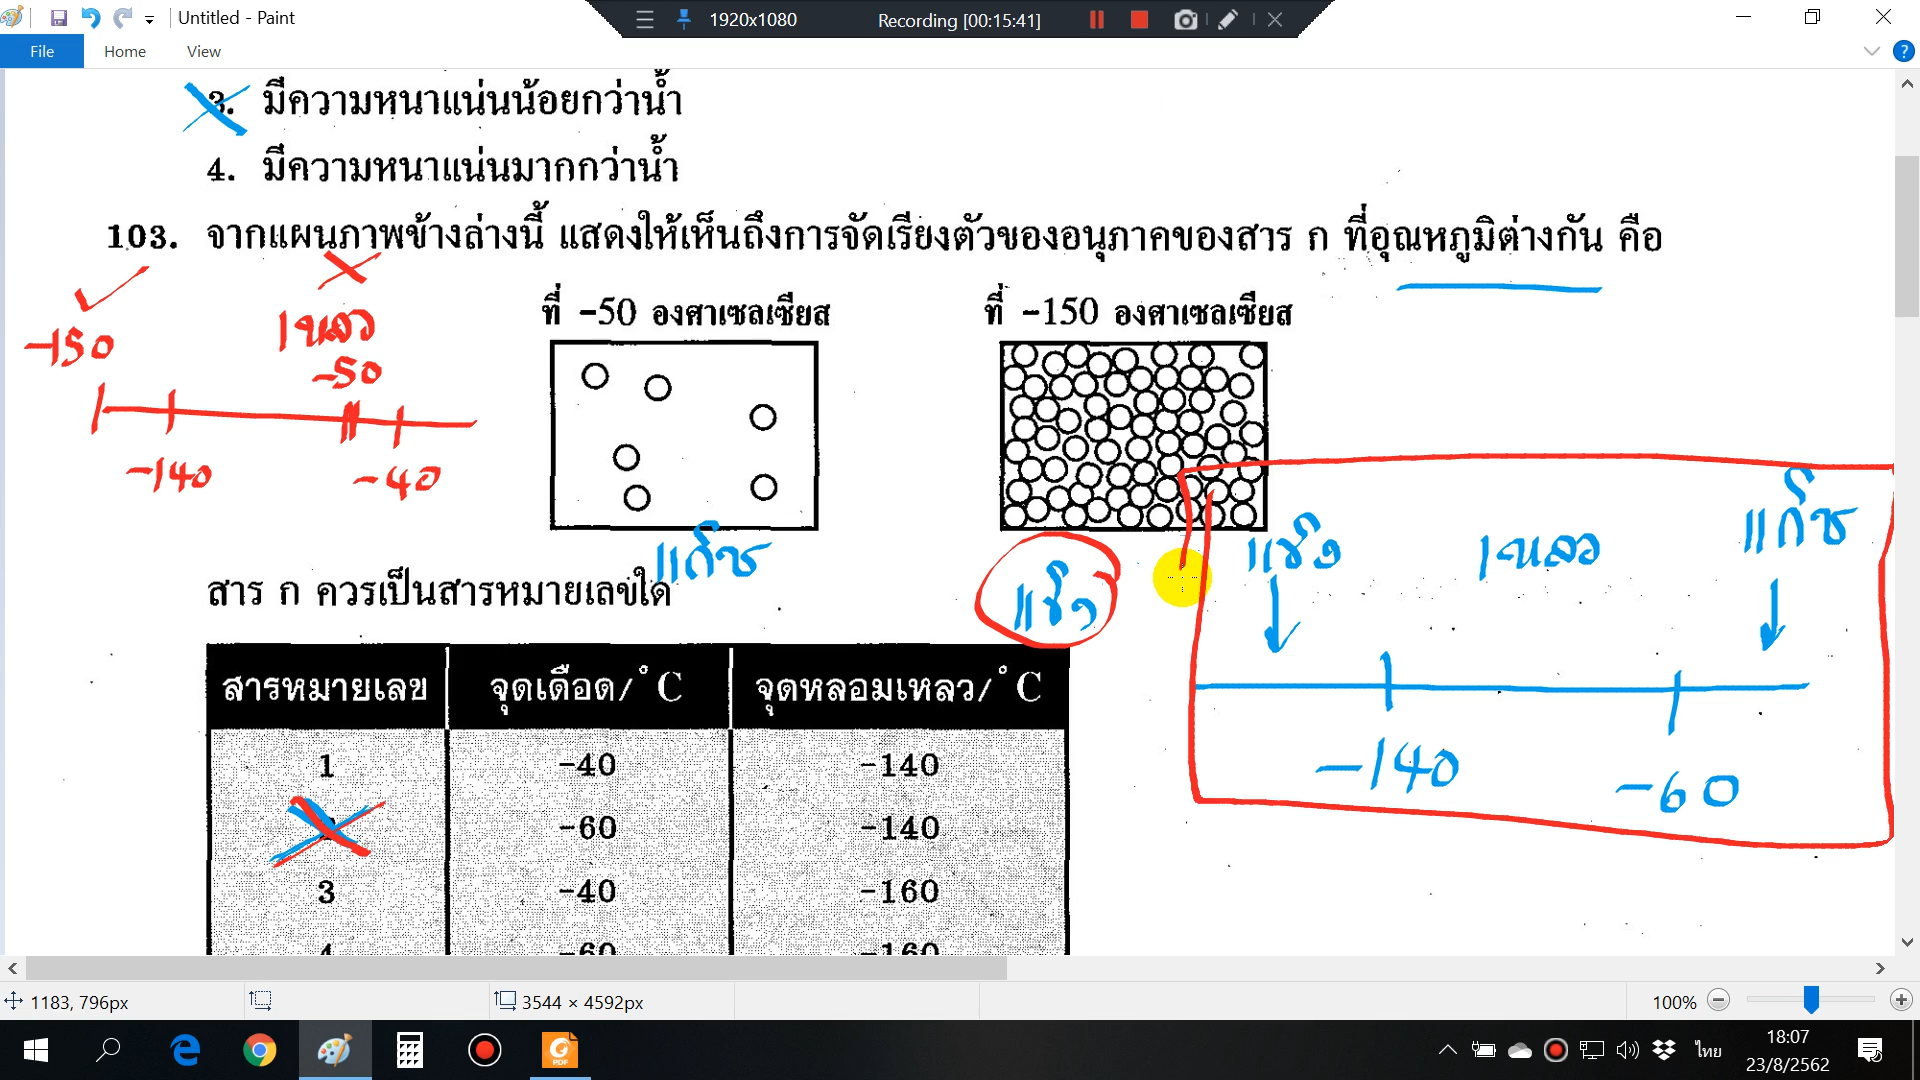 Untitled - Paint
1920x1080
Recording [00:15:41]
File
Home
View
3. มีความหนาแน่นน้อยกว่าน้ำ
4. มีความหนาแน่นมากกว่าน้ำ
103. จากแผนภาพข้างล่างนี้ แสดงให้เห็นถึงการจัดเรียงตัวของอนุภาคของสาร ก ที่อุณหภูมิต่างกัน คือ
ที่ -50 องศาเซลเซียส
ที่ -150 องศาเซลเซียส
-150
เหลว
-50
-140
-40
แก๊ซ
แข็ง
แข็ง
เหลว
แก๊ซ
-140
-60
สาร ก ควรเป็นสารหมายเลขใด
สารหมายเลข จุดเดือด/°C จุดหลอมเหลว/°C
1 -40 -140
2 -60 -140
3 -40 -160
4 -60 -160
1183, 796px
3544 × 4592px
100%
PDF
ไทย
18:07
23/8/2562